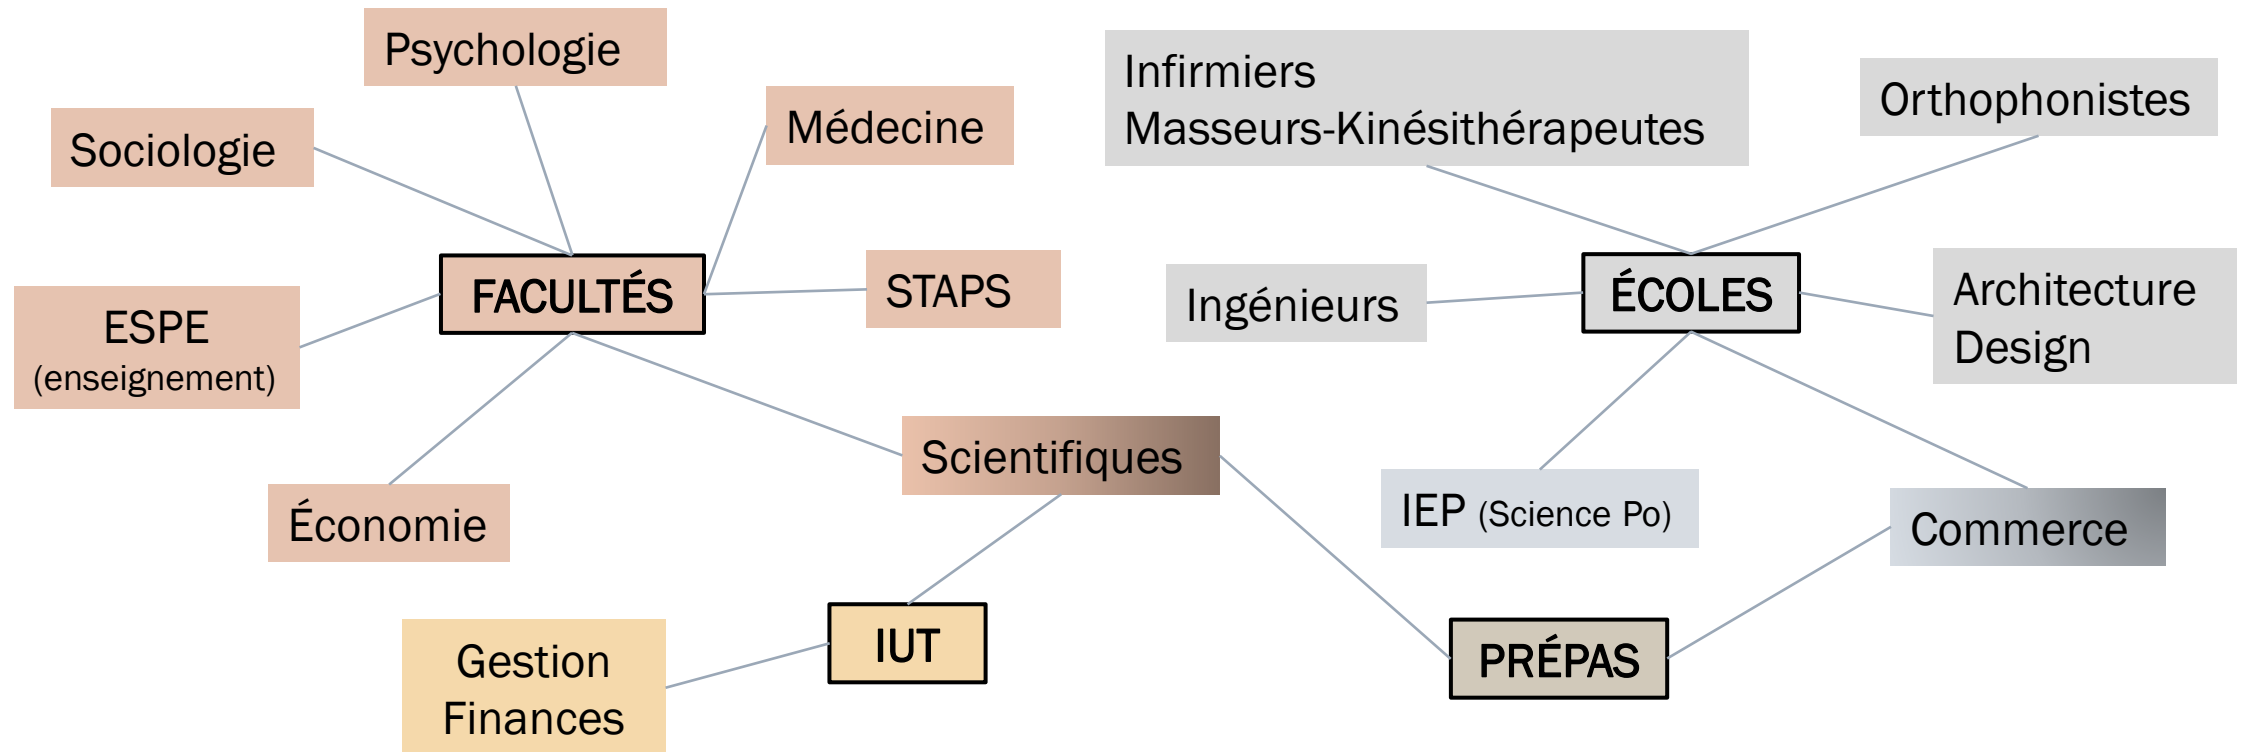 Psychologie
Sociologie
Médecine
FACULTÉS
STAPS
ESPE
(enseignement)
Économie
Scientifiques
IUT
Gestion
Finances
Infirmiers
Masseurs-Kinésithérapeutes
Orthophonistes
Ingénieurs
ÉCOLES
Architecture
Design
IEP (Science Po)
Commerce
PRÉPAS